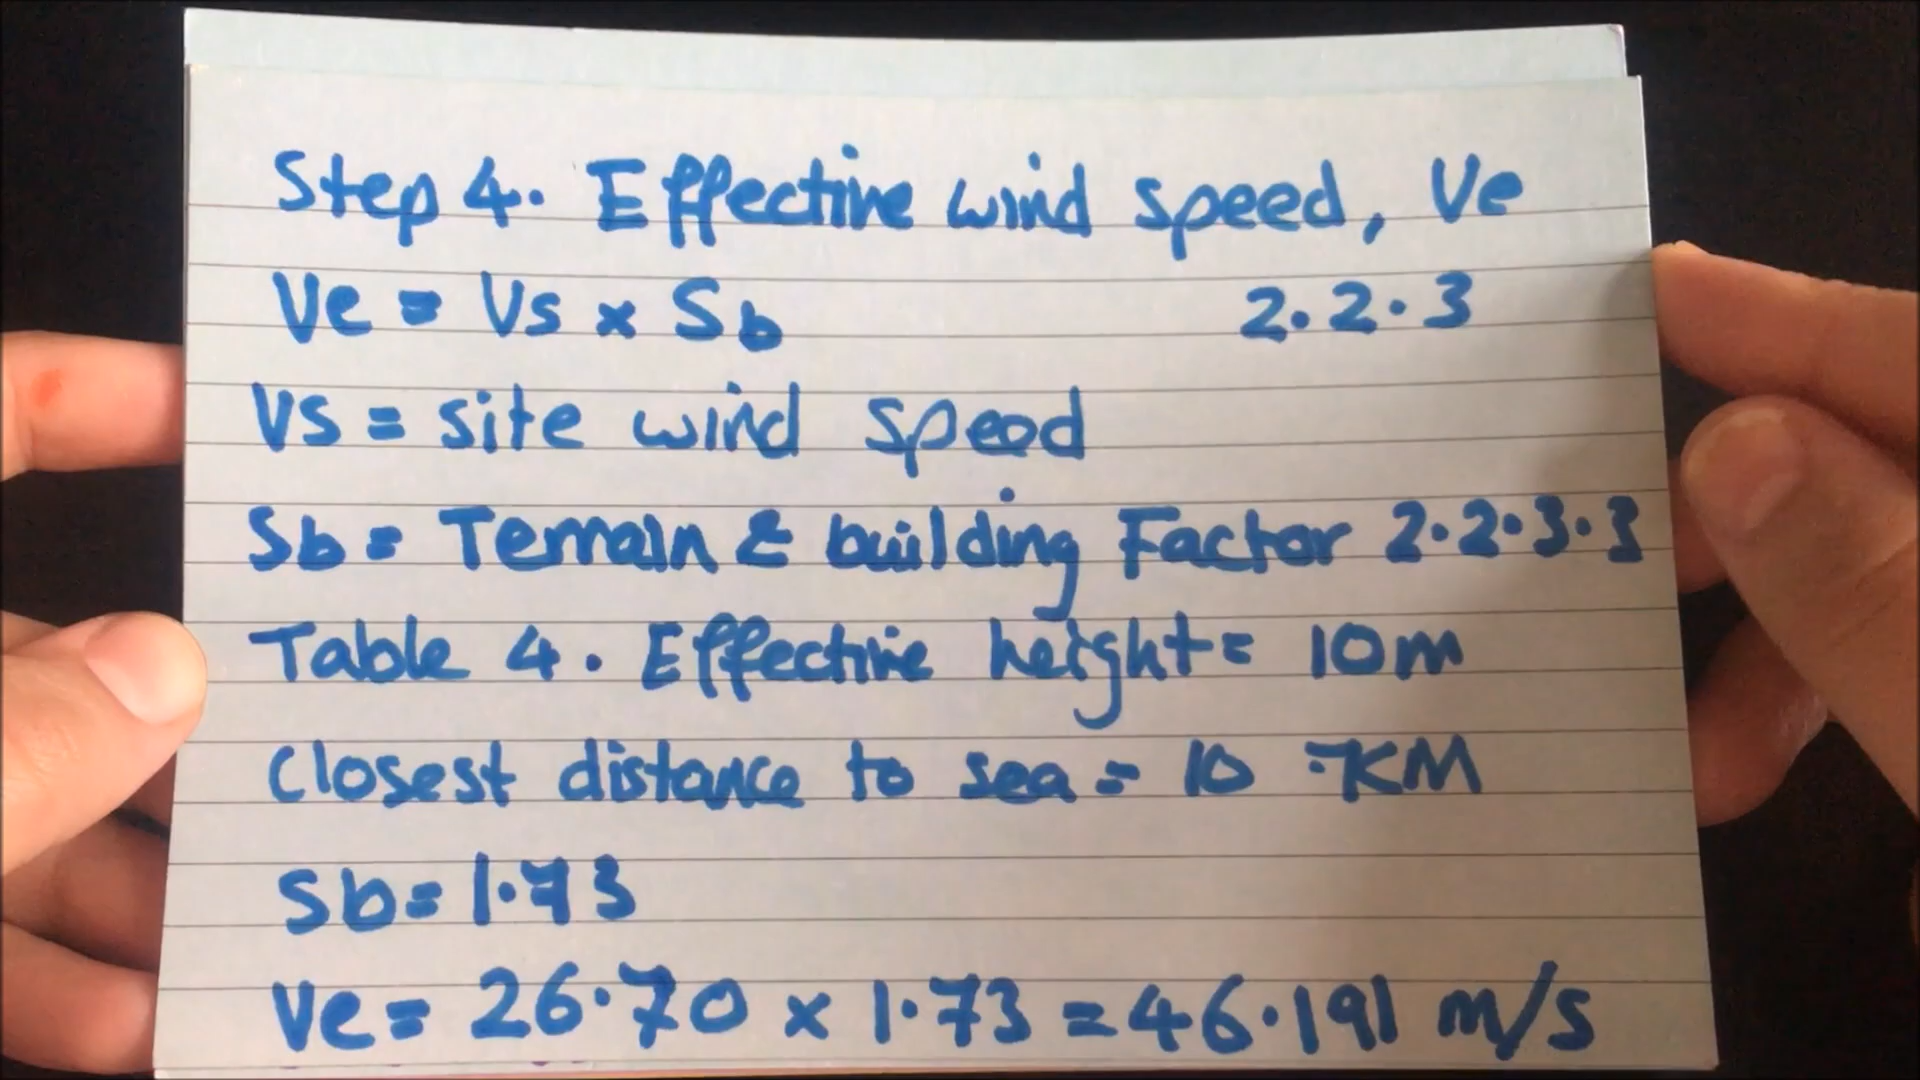 Step 4. Effective wind speed, Ve
Ve = Vs x Sb 2.2.3
Vs = site wind speed
Sb = Terrain & building Factor 2.2.3.3
Table 4. Effective height = 10m
Closest distance to sea = 10 KM
Sb = 1.73
Ve = 26.70 x 1.73 = 46.191 m/s